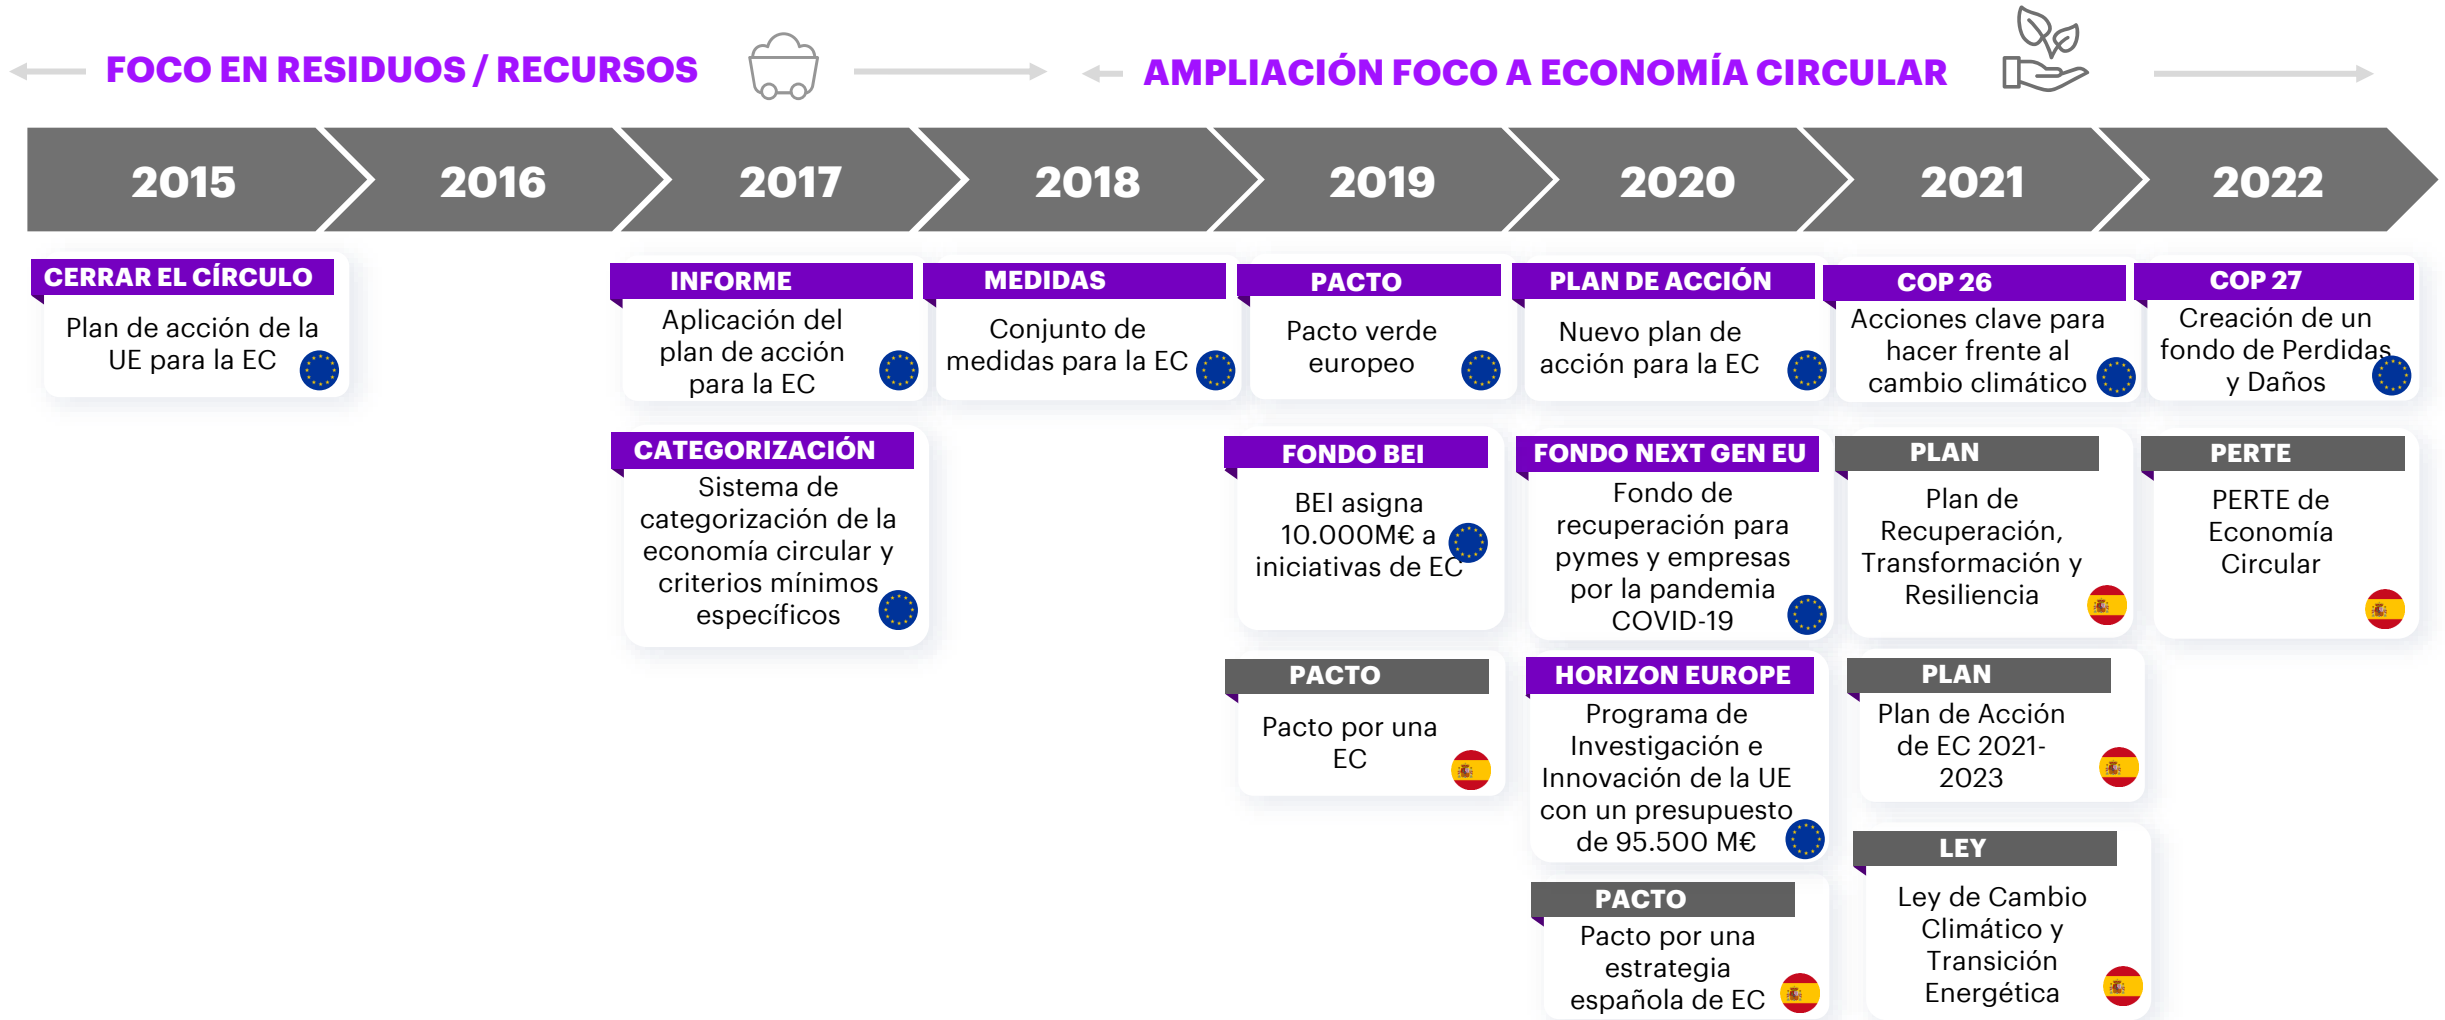 FOCO EN RESIDUOS / RECURSOS
AMPLIACIÓN FOCO A ECONOMÍA CIRCULAR
2015
2016
2017
2018
2019
2020
2021
2022
CERRAR EL CÍRCULO
Plan de acción de la
UE para la EC
INFORME
Aplicación del
plan de acción
para la EC
CATEGORIZACIÓN
Sistema de
categorización de la
economía circular y
criterios mínimos
específicos
MEDIDAS
Conjunto de
medidas para la EC
PACTO
Pacto verde
europeo
FONDO BEI
BEI asigna
10.000M€ a
iniciativas de EC
PACTO
Pacto por una
EC
PLAN DE ACCIÓN
Nuevo plan de
acción para la EC
FONDO NEXT GEN EU
Fondo de
recuperación para
pymes y empresas
por la pandemia
COVID-19
HORIZON EUROPE
Programa de
Investigación e
Innovación de la UE
con un presupuesto
de 95.500 M€
PACTO
Pacto por una
estrategia
española de EC
COP 26
Acciones clave para
hacer frente al
cambio climático
PLAN
Plan de
Recuperación,
Transformación y
Resiliencia
PLAN
Plan de Acción
de EC 2021-
2023
LEY
Ley de Cambio
Climático y
Transición
Energética
COP 27
Creación de un
fondo de Perdidas
y Daños
PERTE
PERTE de
Economía
Circular